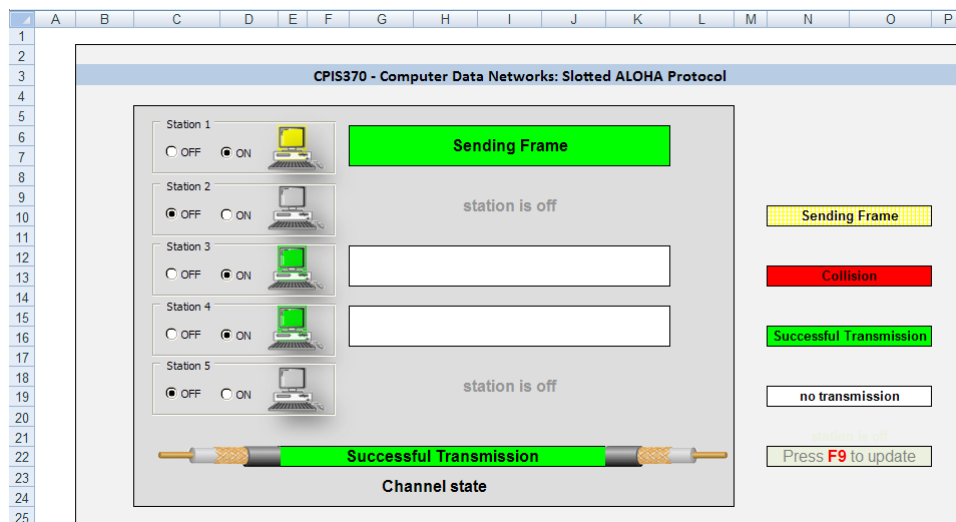 A B C D E F G H I J K L M N O P
1
2
3 CPIS370 - Computer Data Networks: Slotted ALOHA Protocol
4
5 Station 1
6 Sending Frame
7 OFF ON
8 Station 2
9 station is off
10 OFF ON Sending Frame
11 Station 3
12
13 OFF ON Collision
14 Station 4
15
16 OFF ON Successful Transmission
17 Station 5
18 station is off
19 OFF ON no transmission
20
21 station is off
22 Successful Transmission Press F9 to update
23 Channel state
24
25